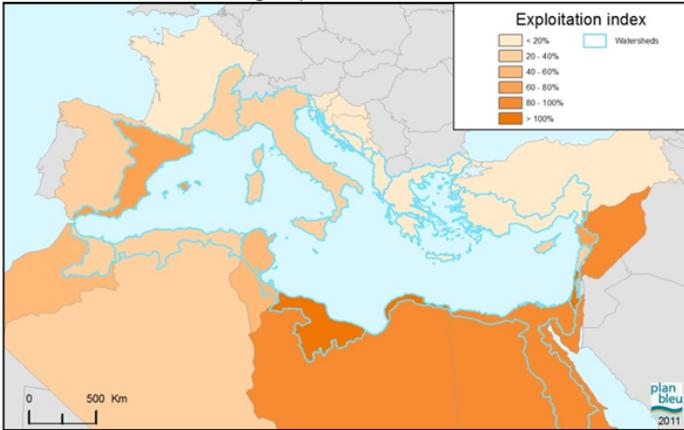 Exploitation index
< 20%
Watersheds
20 - 40%
40 - 60%
60 - 80%
80 - 100%
> 100%
0 500 Km
plan
bleu
2011